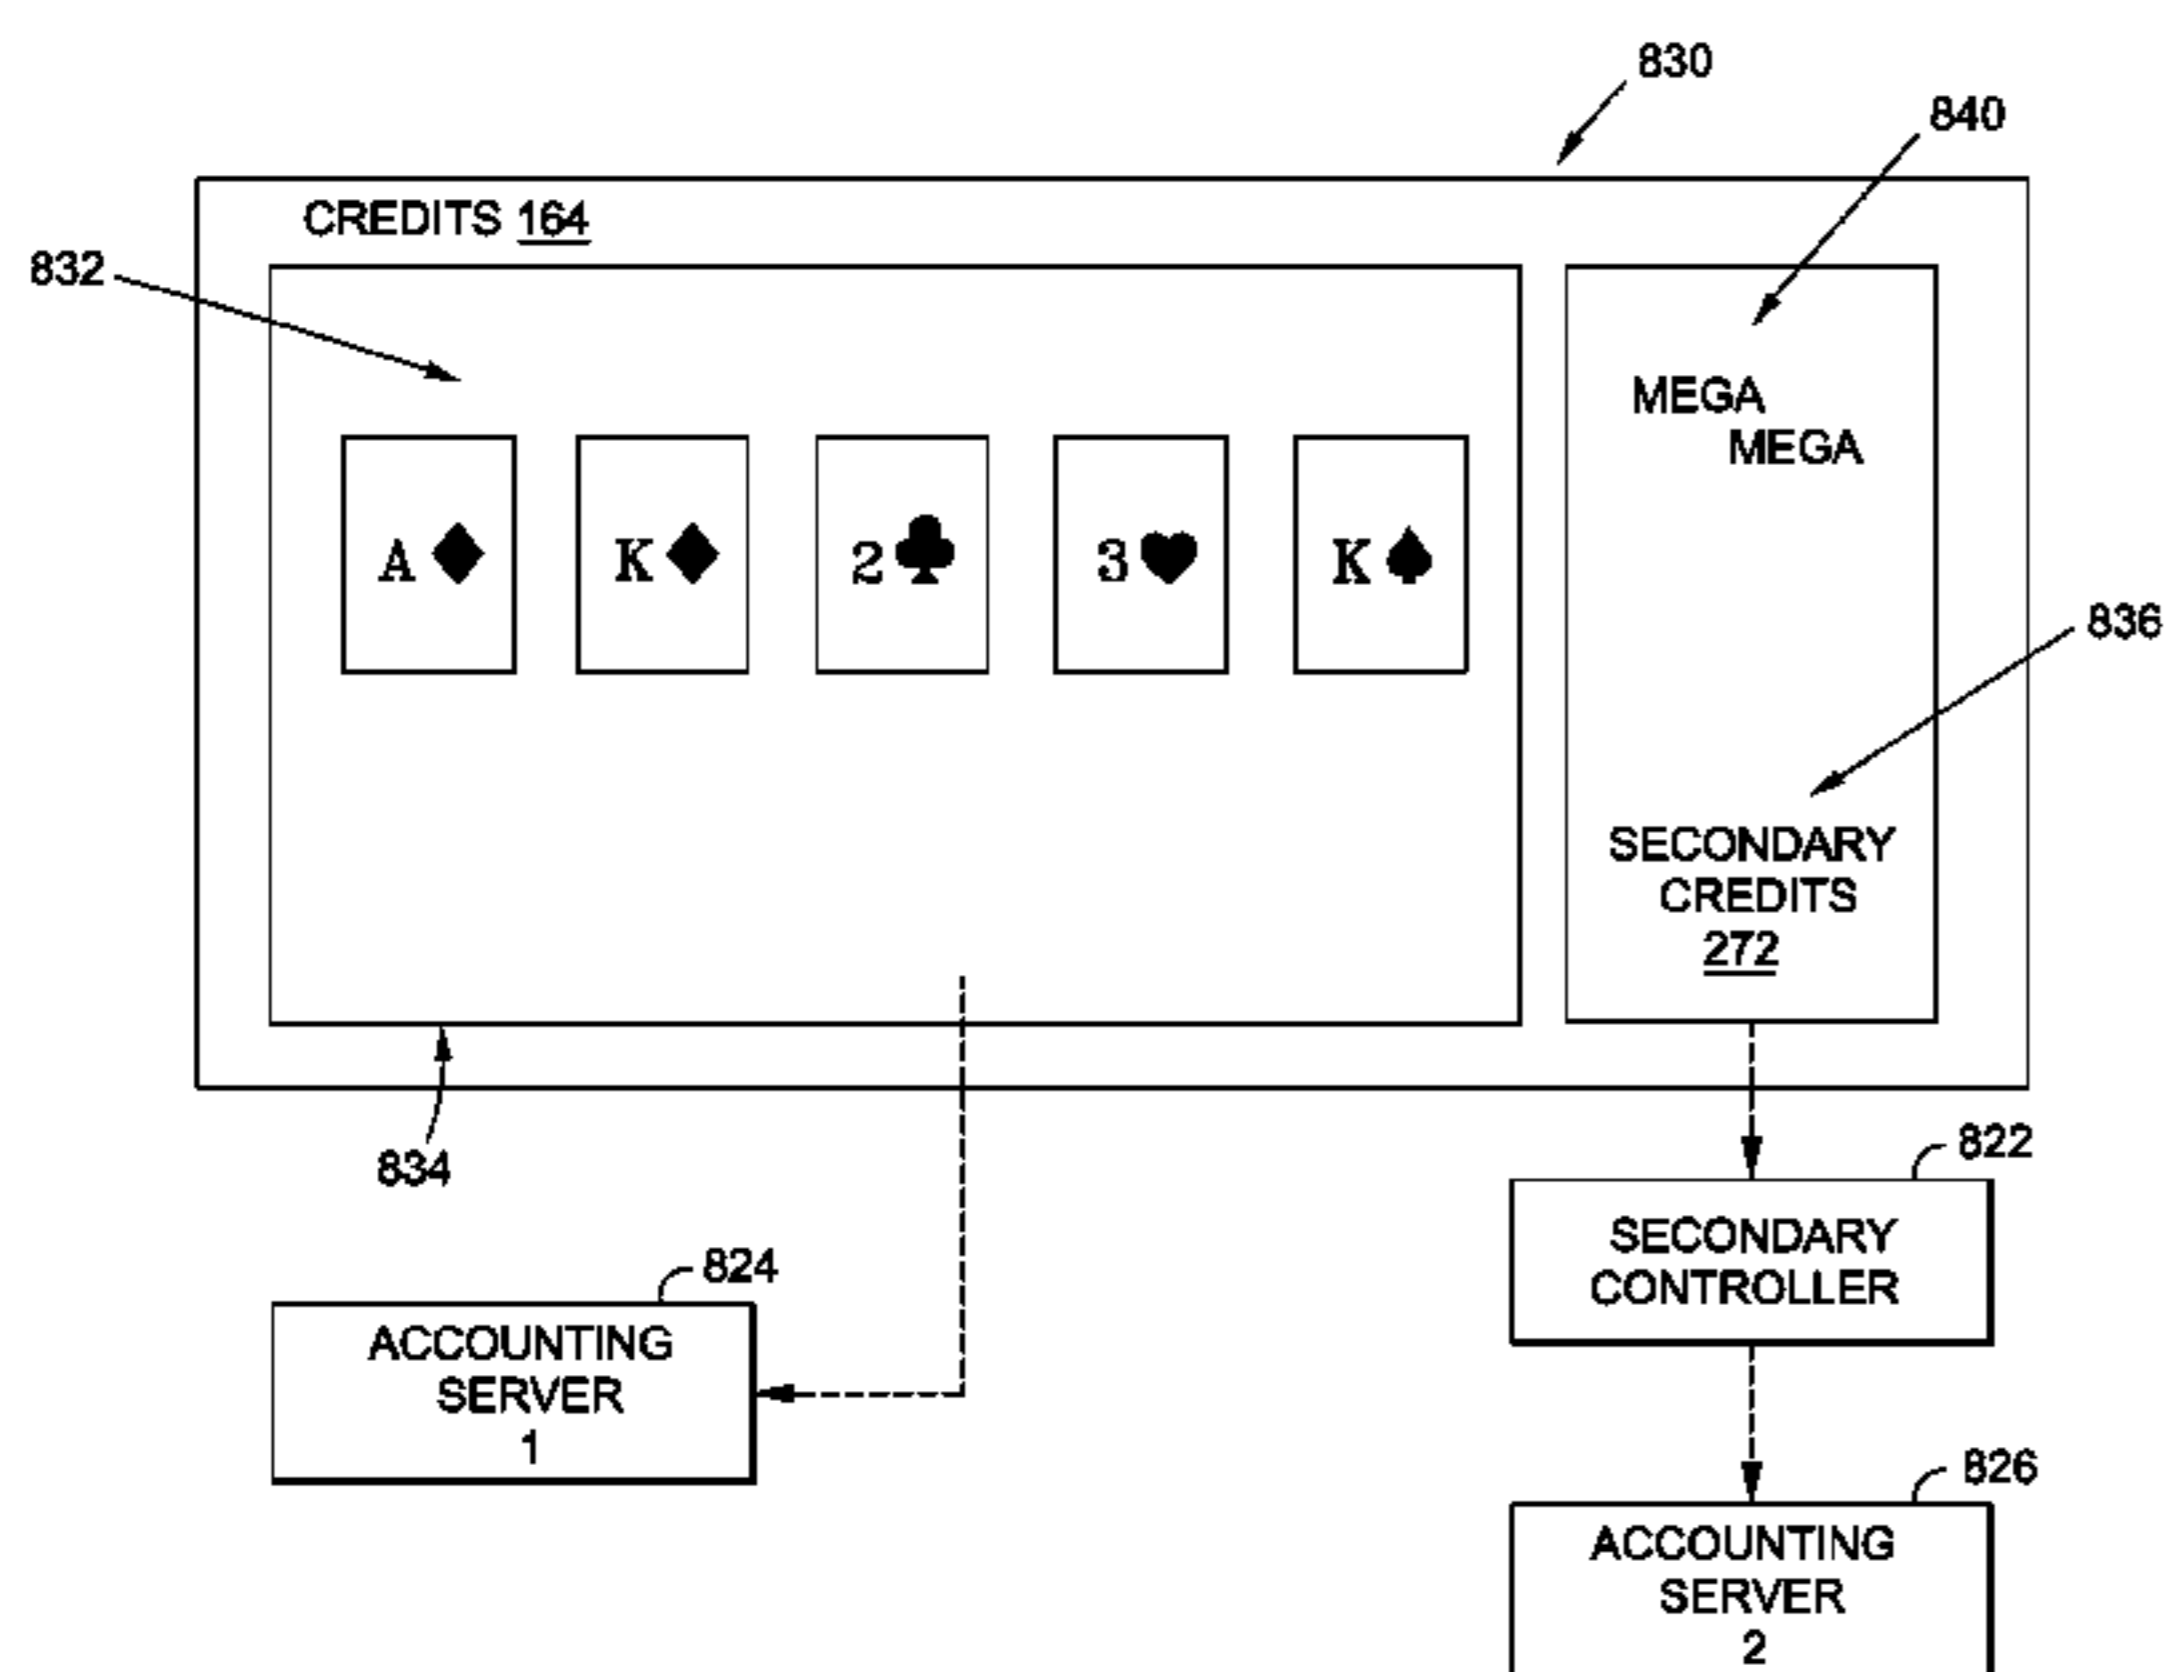 830
840
CREDITS 164
832
MEGA
MEGA
A♦ K♦ 2♣ 3♥ K♠
836
SECONDARY
CREDITS
272
834
822
SECONDARY
CONTROLLER
824
ACCOUNTING
SERVER
1
826
ACCOUNTING
SERVER
2